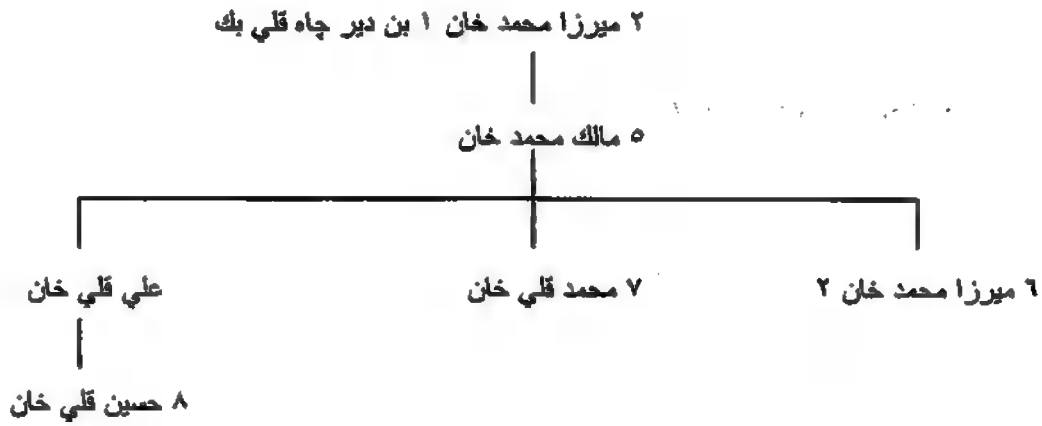 ٢ ميرزا محمد خان ١ بن دير جاه قلي بك
٥ مالك محمد خان
٦ ميرزا محمد خان ٢
٧ محمد قلي خان
علي قلي خان
٨ حسين قلي خان